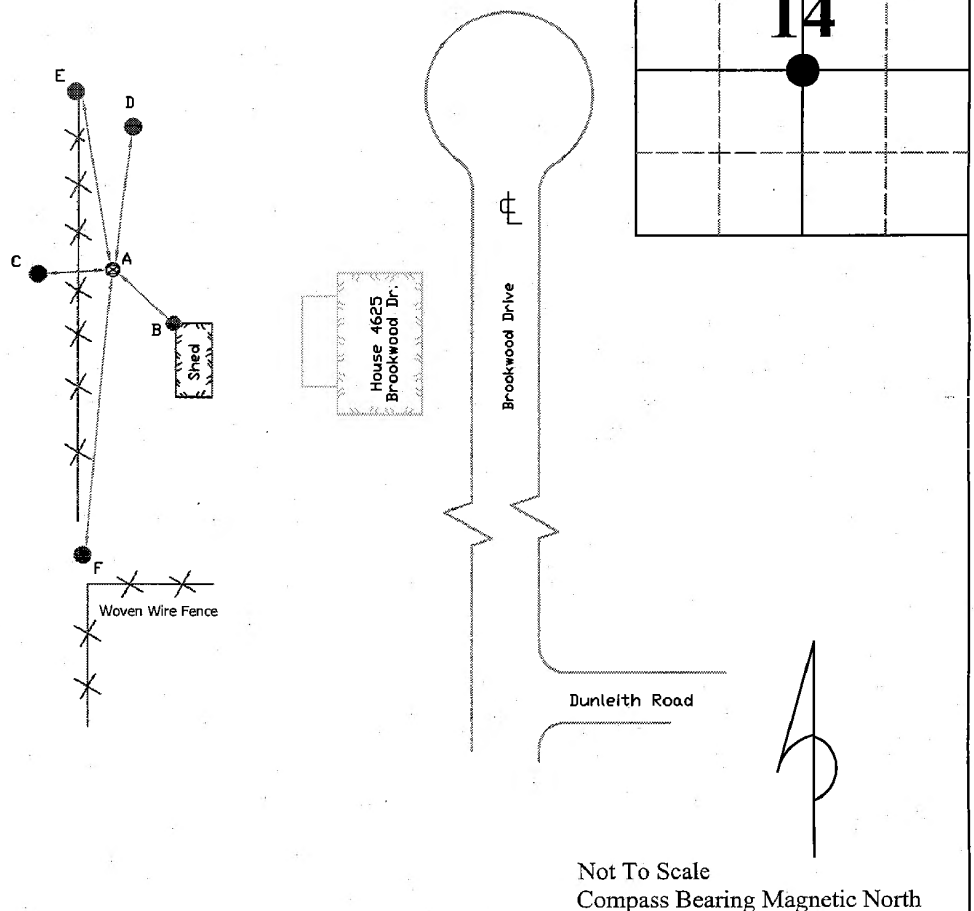 14
E
D
C
A
B
Shed
House 4625
Brookwood Dr.
℄
Brookwood Drive
F
Woven Wire Fence
Dunleith Road
Not To Scale
Compass Bearing Magnetic North